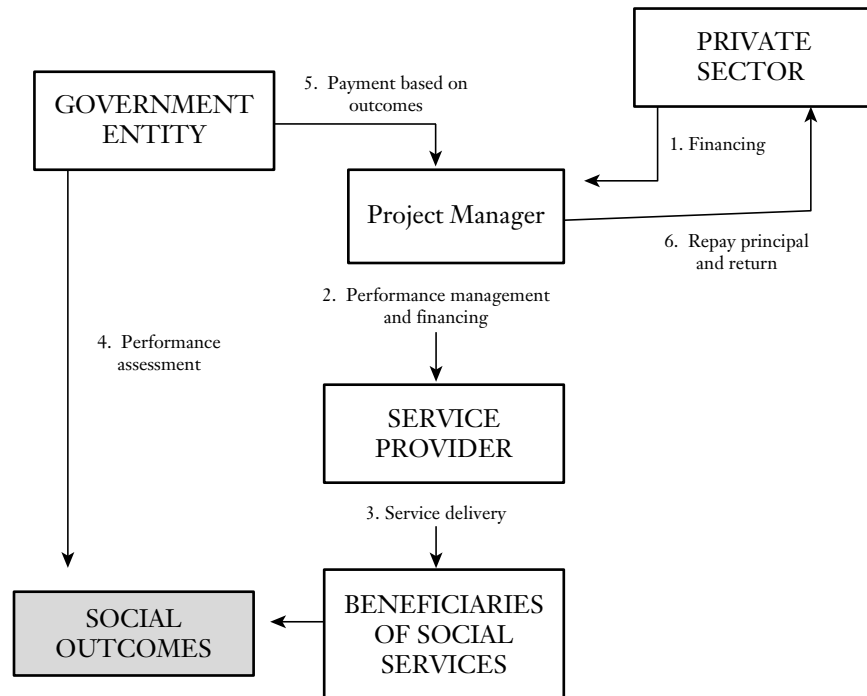 PRIVATE
SECTOR
5. Payment based on
outcomes
GOVERNMENT
ENTITY
1. Financing
Project Manager
6. Repay principal
and return
2. Performance management
and financing
4. Performance
assessment
SERVICE
PROVIDER
3. Service delivery
BENEFICIARIES
OF SOCIAL
SERVICES
SOCIAL
OUTCOMES